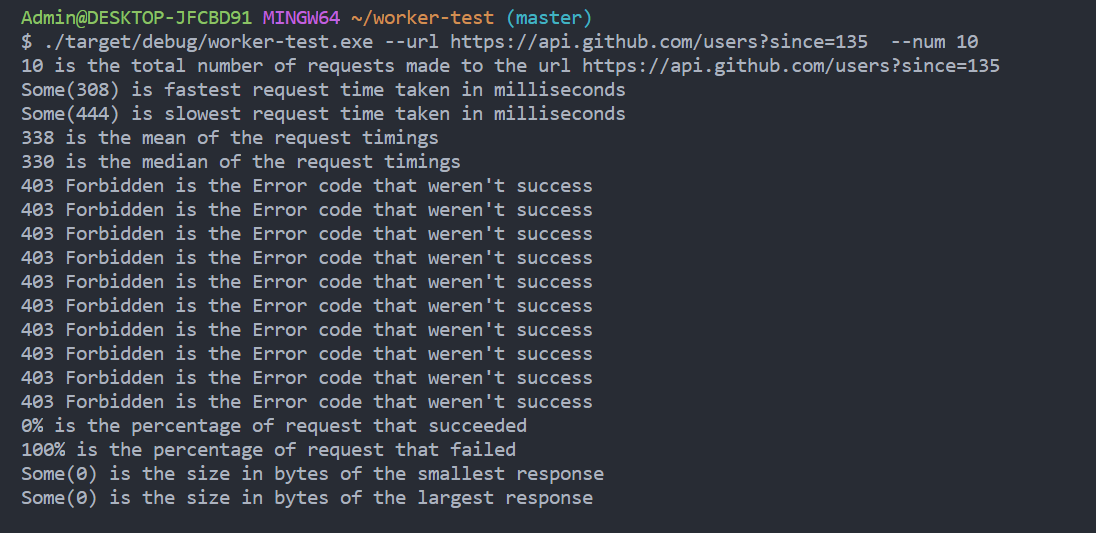 Admin@DESKTOP-JFCBD91 MINGW64 ~/worker-test (master)
$ ./target/debug/worker-test.exe --url https://api.github.com/users?since=135  --num 10
10 is the total number of requests made to the url https://api.github.com/users?since=135
Some(308) is fastest request time taken in milliseconds
Some(444) is slowest request time taken in milliseconds
338 is the mean of the request timings
330 is the median of the request timings
403 Forbidden is the Error code that weren't success
403 Forbidden is the Error code that weren't success
403 Forbidden is the Error code that weren't success
403 Forbidden is the Error code that weren't success
403 Forbidden is the Error code that weren't success
403 Forbidden is the Error code that weren't success
403 Forbidden is the Error code that weren't success
403 Forbidden is the Error code that weren't success
403 Forbidden is the Error code that weren't success
403 Forbidden is the Error code that weren't success
0% is the percentage of request that succeeded
100% is the percentage of request that failed
Some(0) is the size in bytes of the smallest response
Some(0) is the size in bytes of the largest response